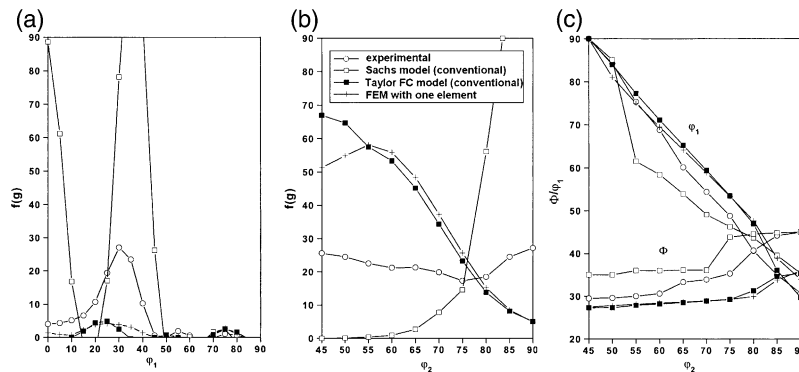 (a)
90
80
70
60
50
40
30
20
10
0
f(g)
0 10 20 30 40 50 60 70 80 90
φ1
(b)
90
80
70
60
50
40
30
20
10
0
f(g)
experimental
Sachs model (conventional)
Taylor FC model (conventional)
FEM with one element
45 50 55 60 65 70 75 80 85 90
φ2
(c)
90
80
70
60
50
40
30
20
Φ/φ1
φ1
Φ
45 50 55 60 65 70 75 80 85 90
φ2